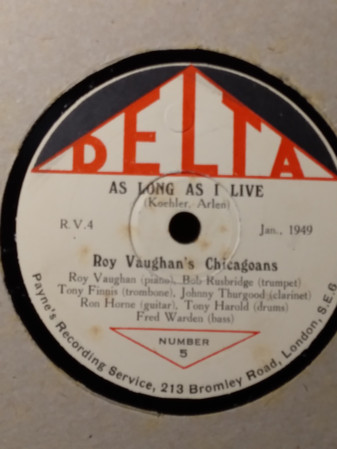 DELTA
AS LONG AS I LIVE
(Koehler, Arlen)
R.V.4
Jan., 1949
Roy Vaughan's Chicagoans
Roy Vaughan (piano), Bob Rusbridge (trumpet)
Tony Finnis (trombone), Johnny Thurgood (clarinet)
Ron Horne (guitar), Tony Harold (drums)
Fred Warden (bass)
NUMBER
5
Payne's Recording Service, 213 Bromley Road, London, S.E.6